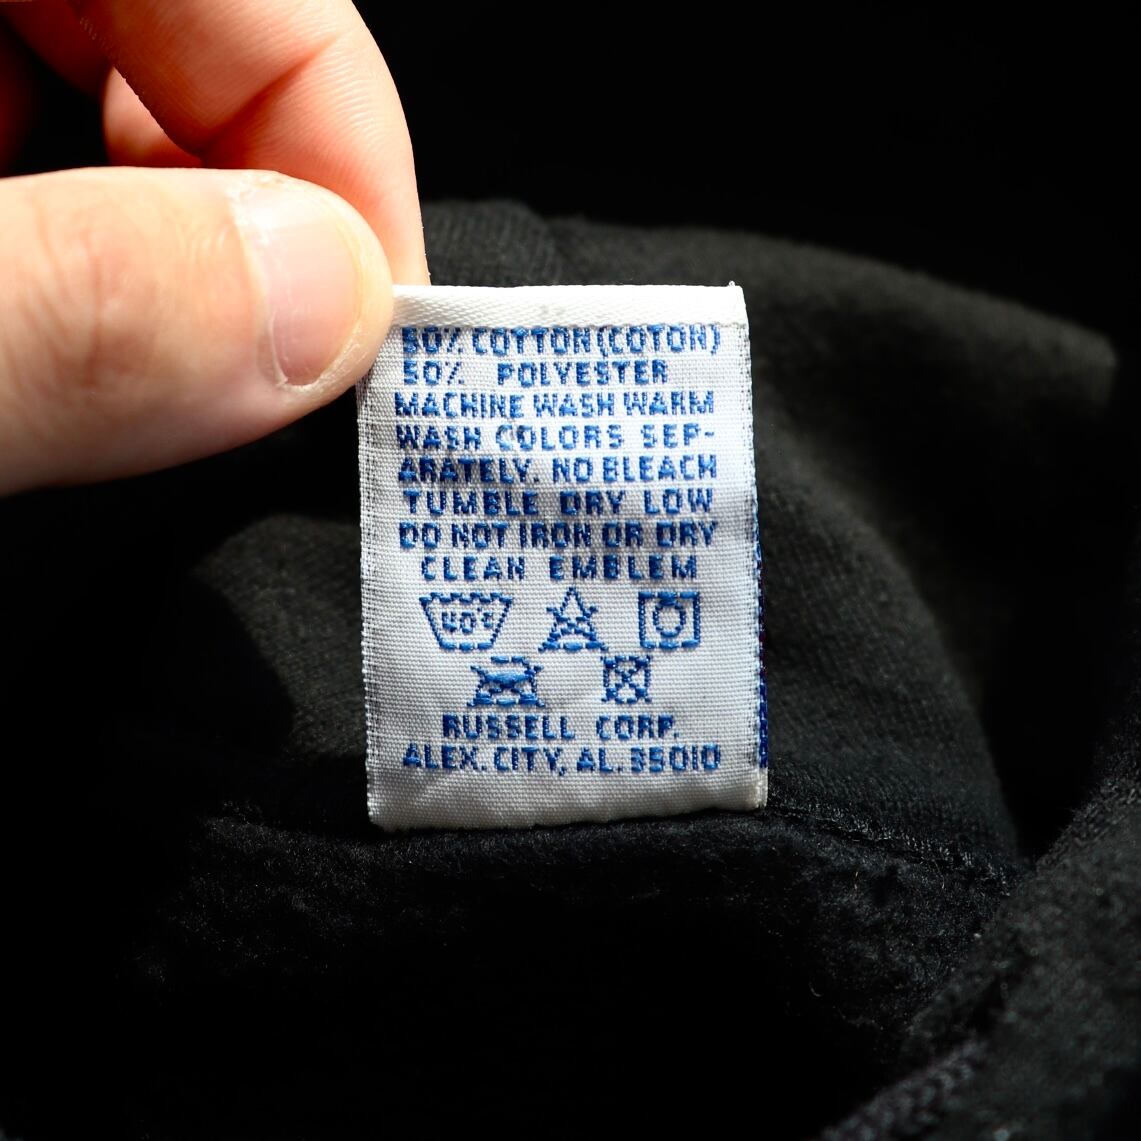 50% COTTON (COTON)
50% POLYESTER
MACHINE WASH WARM
WASH COLORS SEP-
ARATELY. NO BLEACH
TUMBLE DRY LOW
DO NOT IRON OR DRY
CLEAN EMBLEM
40°C
RUSSELL CORP.
ALEX. CITY, AL. 35010